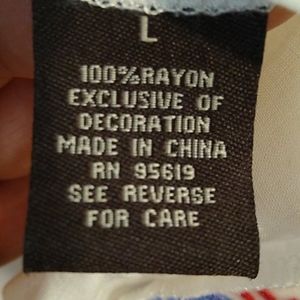 L
100%RAYON
EXCLUSIVE OF
DECORATION
MADE IN CHINA
RN 95619
SEE REVERSE
FOR CARE